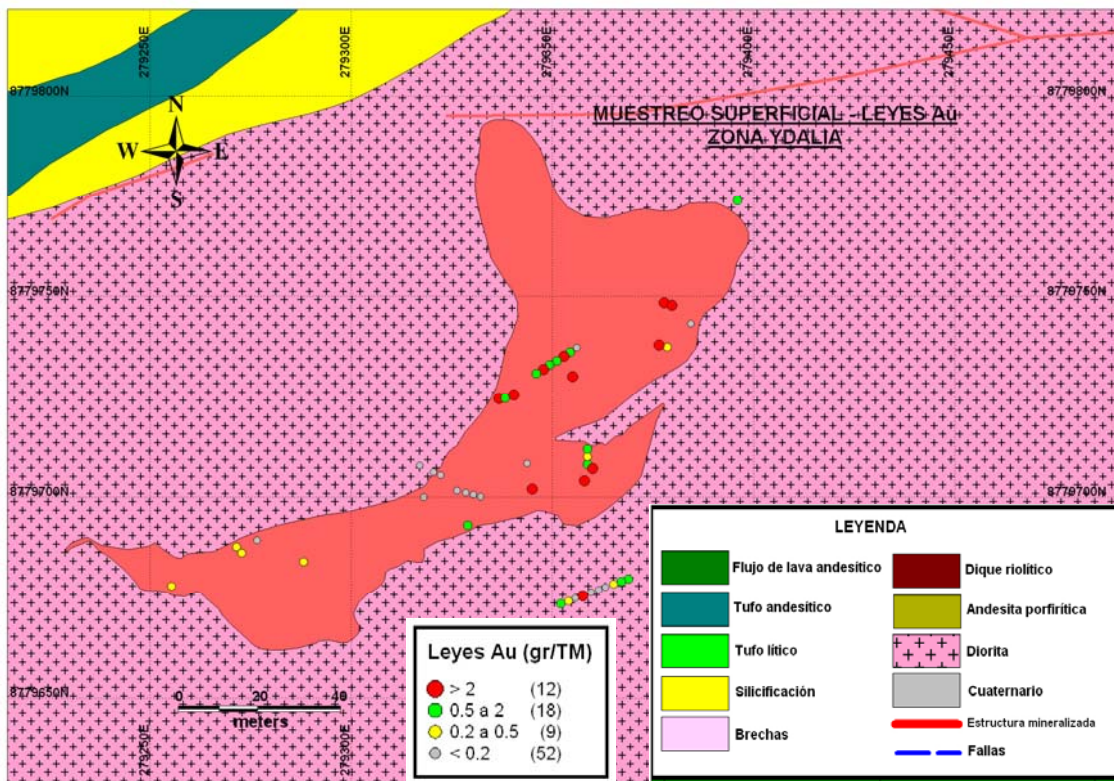 279250E
279300E
279350E
279400E
279450E
8779800N
8779800N
MUESTREO SUPERFICIAL - LEYES Au
ZONA YDALIA
N
W
E
S
8779750N
8779750N
8779700N
8779700N
8779650N
0 20 40
meters
279250E
279300E
Leyes Au (gr/TM)
> 2 (12)
0.5 a 2 (18)
0.2 a 0.5 (9)
< 0.2 (52)
LEYENDA
Flujo de lava andesítico
Tufo andesítico
Tufo lítico
Silicificación
Brechas
Dique riolítico
Andesita porfirítica
Diorita
Cuaternario
Estructura mineralizada
Fallas